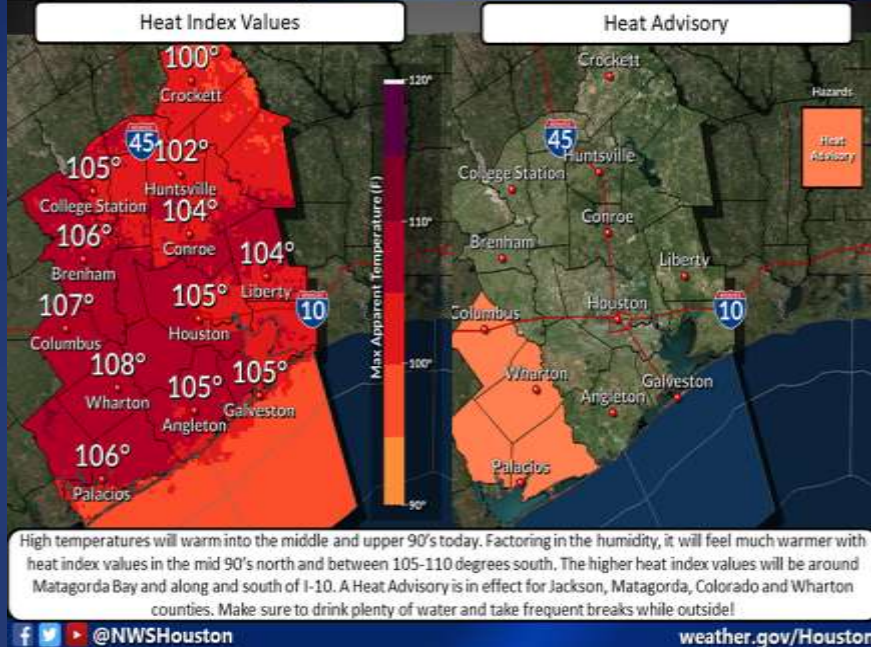 Heat Index Values
Heat Advisory
100°
Crockett
45
102°
105°
Huntsville
College Station
104°
106°
Conroe
104°
Brenham
Liberty
107°
105°
10
Columbus
Houston
108°
105°
105°
Wharton
Galveston
Angleton
106°
Palacios
120°
110°
100°
90°
Max Apparent Temperature (F)
Crockett
45
Huntsville
College Station
Conroe
Brenham
Liberty
Columbus
Houston
10
Wharton
Galveston
Angleton
Palacios
Hazards
Heat
Advisory
High temperatures will warm into the middle and upper 90's today. Factoring in the humidity, it will feel much warmer with
heat index values in the mid 90's north and between 105-110 degrees south. The higher heat index values will be around
Matagorda Bay and along and south of I-10. A Heat Advisory is in effect for Jackson, Matagorda, Colorado and Wharton
counties. Make sure to drink plenty of water and take frequent breaks while outside!
@NWSHouston
weather.gov/Houston